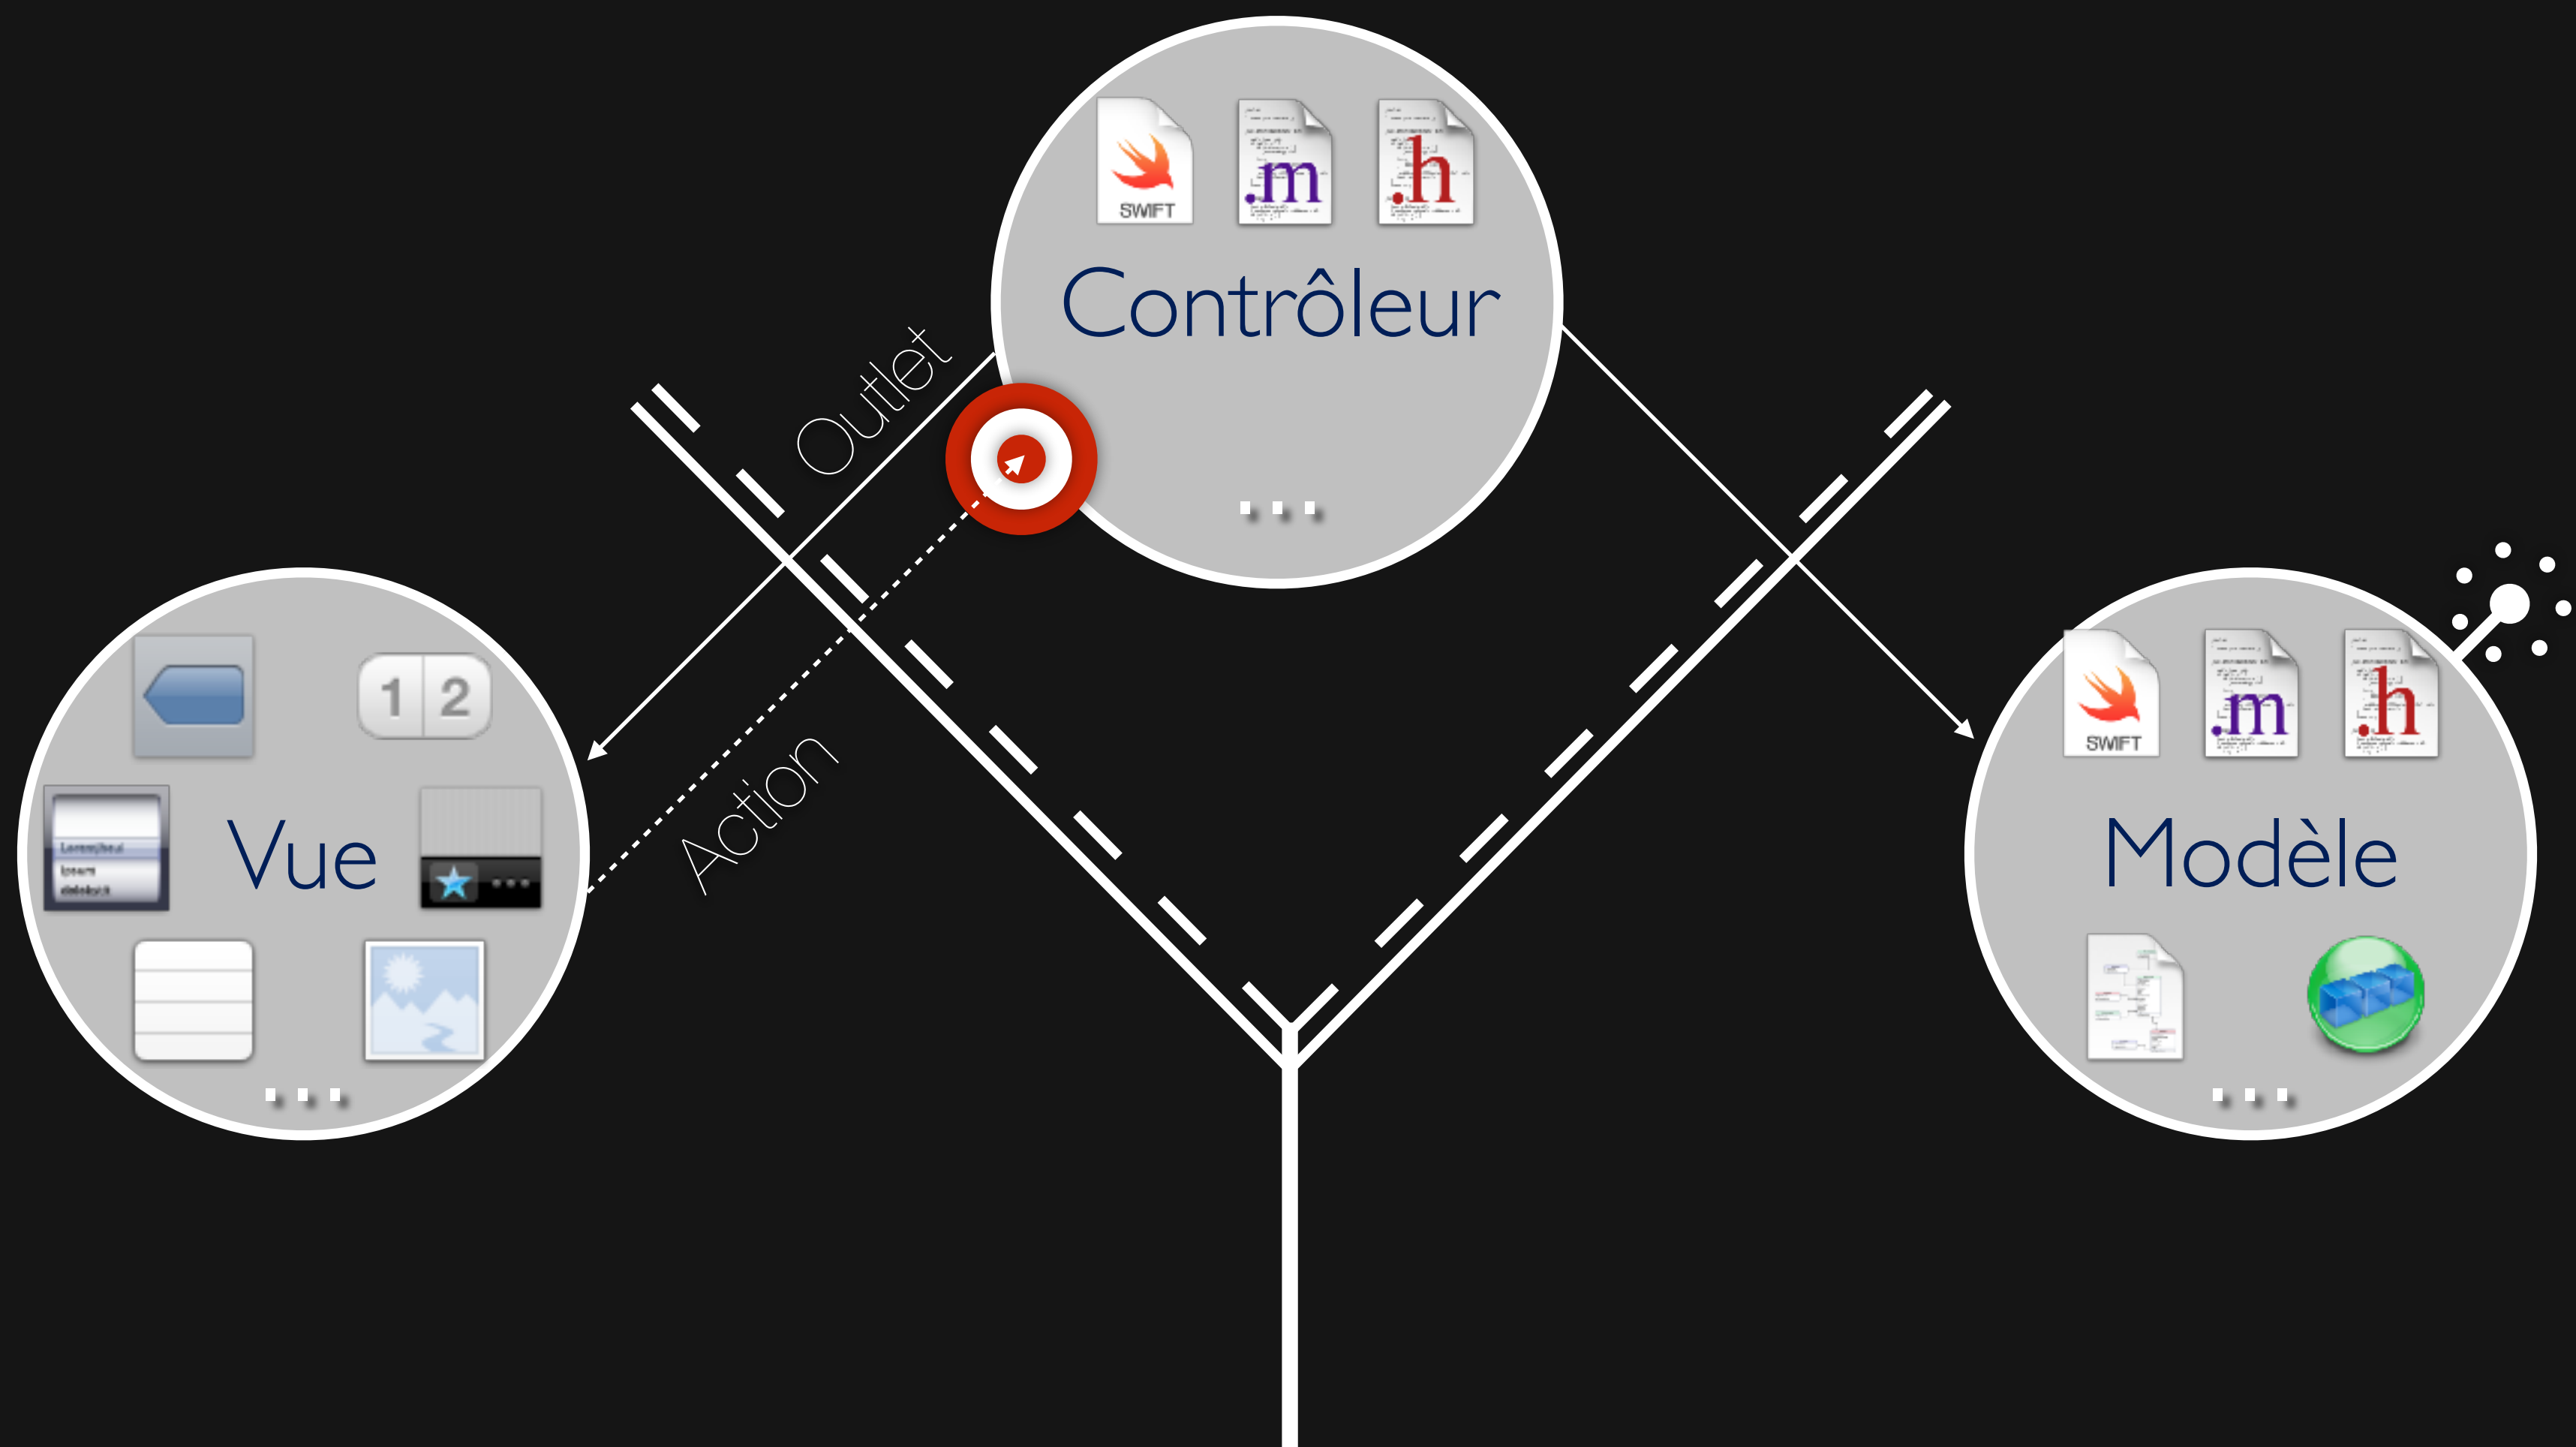 SWIFT
.m
.h
Contrôleur
...
Outlet
Action
1 2
Vue
...
SWIFT
.m
.h
Modèle
...